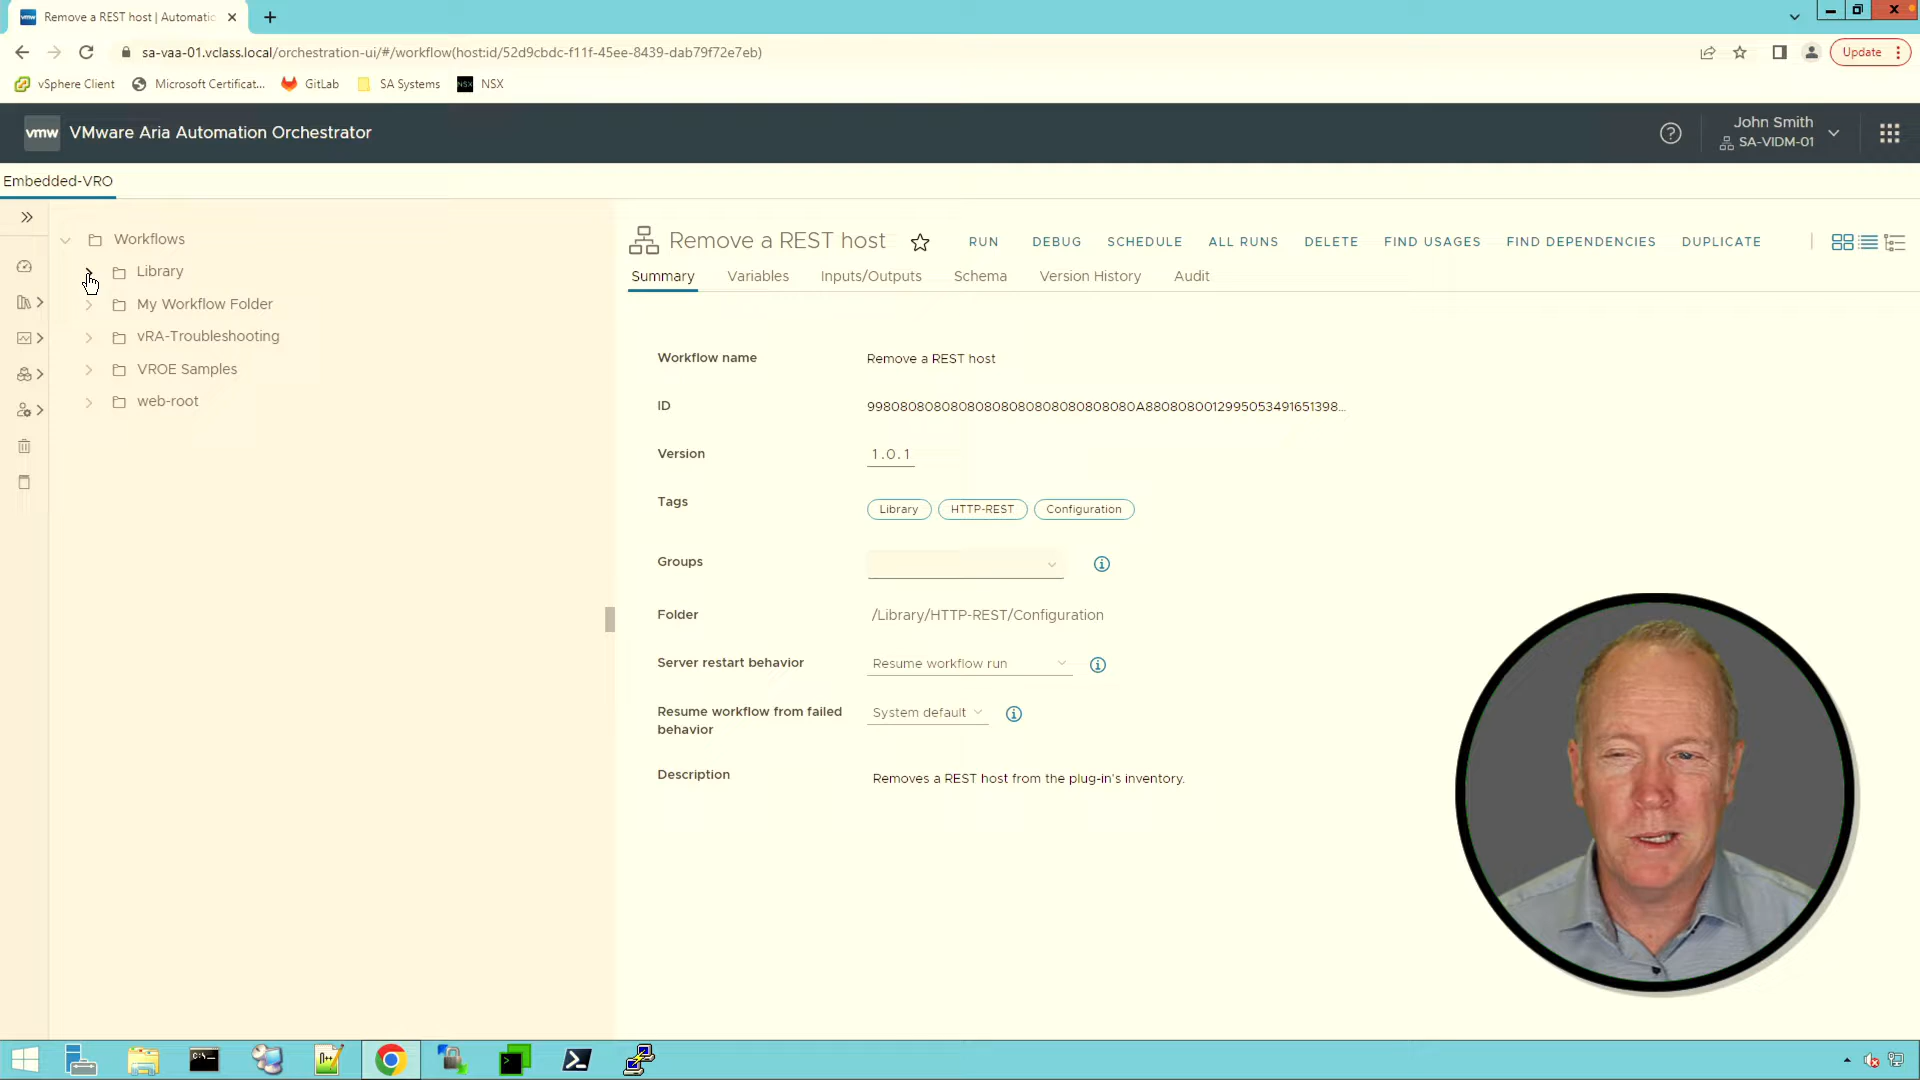 Remove a REST host | Automatic
sa-vaa-01.vclass.local/orchestration-ui/#/workflow(hostid/52d9cbdc-f11f-45ee-8439-dab79f72e7eb)
Update
vSphere Client
Microsoft Certificat...
GitLab
SA Systems
NSX
vmw
VMware Aria Automation Orchestrator
John Smith
SA-VIDM-01
Embedded-VRO
Workflows
Library
My Workflow Folder
vRA-Troubleshooting
VROE Samples
web-root
Remove a REST host
RUN
DEBUG
SCHEDULE
ALL RUNS
DELETE
FIND USAGES
FIND DEPENDENCIES
DUPLICATE
Summary
Variables
Inputs/Outputs
Schema
Version History
Audit
Workflow name
Remove a REST host
ID
Version
1.0.1
Tags
Library
HTTP-REST
Configuration
Groups
Folder
/Library/HTTP-REST/Configuration
Server restart behavior
Resume workflow run
Resume workflow from failed
behavior
System default
Description
Removes a REST host from the plug-in's inventory.